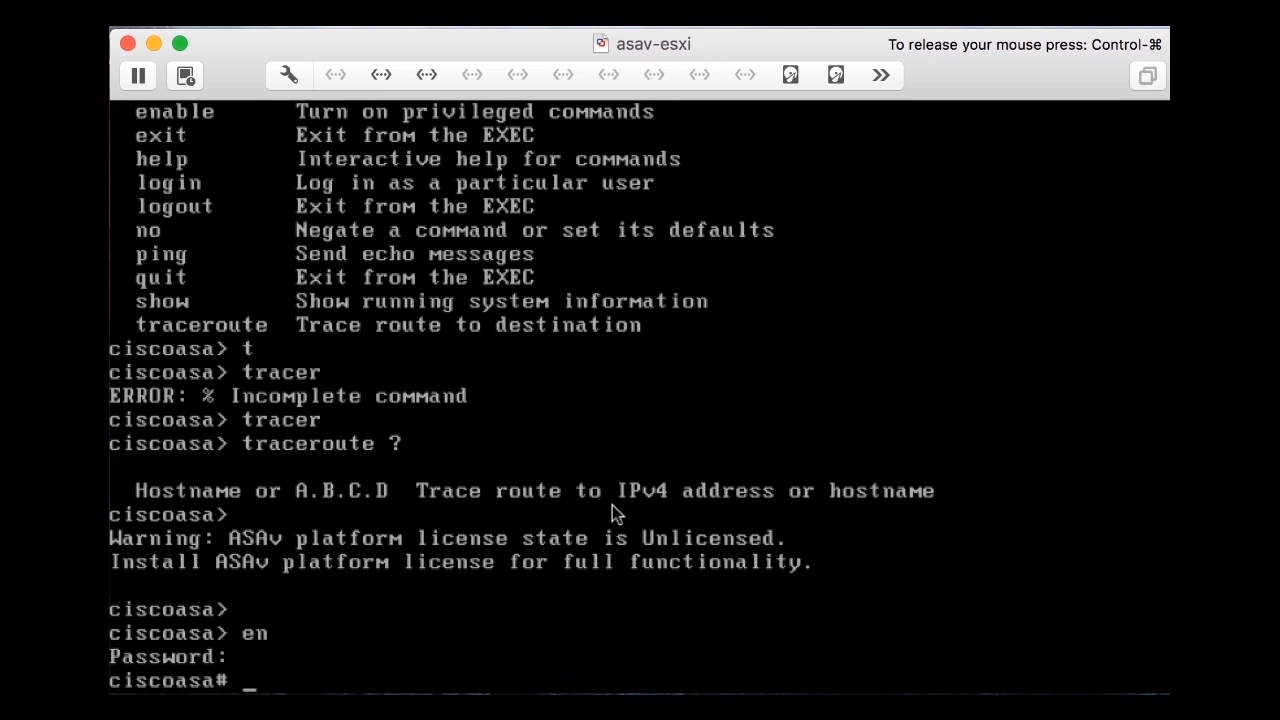 asav-esxi
To release your mouse press: Control-⌘
enable Turn on privileged commands
exit Exit from the EXEC
help Interactive help for commands
login Log in as a particular user
logout Exit from the EXEC
no Negate a command or set its defaults
ping Send echo messages
quit Exit from the EXEC
show Show running system information
traceroute Trace route to destination
ciscoasa> t
ciscoasa> tracer
ERROR: % Incomplete command
ciscoasa> tracer
ciscoasa> traceroute ?
Hostname or A.B.C.D Trace route to IPv4 address or hostname
ciscoasa>
Warning: ASAv platform license state is Unlicensed.
Install ASAv platform license for full functionality.
ciscoasa>
ciscoasa> en
Password:
ciscoasa# _